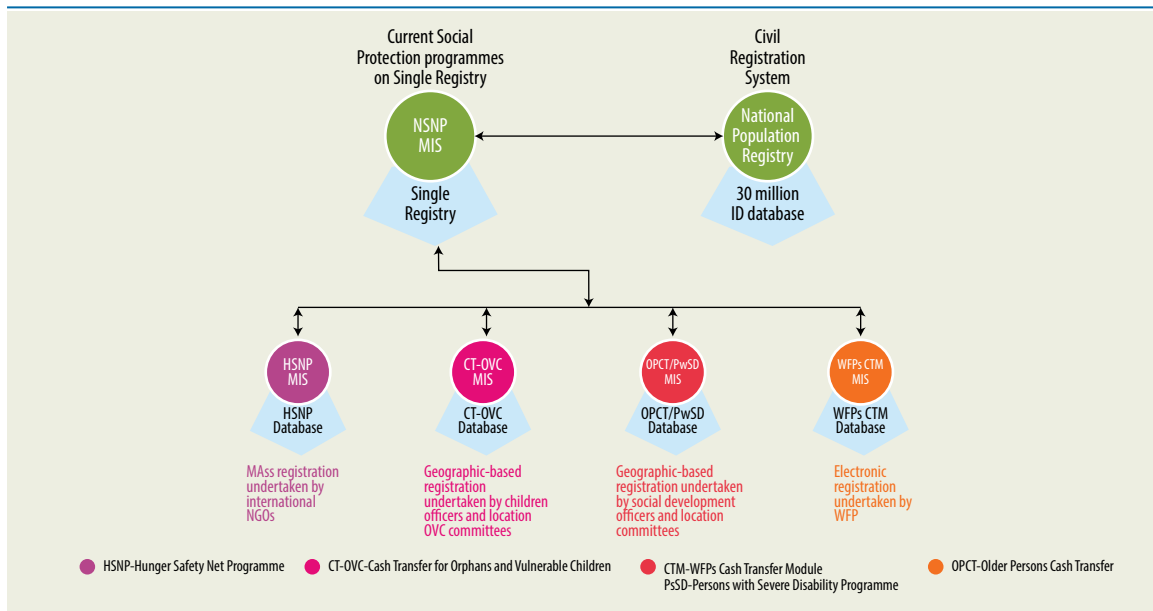 Current Social
Protection programmes
on Single Registry
Civil
Registration
System
NSNP
MIS
National
Population
Registry
Single
Registry
30 million
ID database
HSNP
MIS
CT-OVC
MIS
OPCT/PwSD
MIS
WFPs CTM
MIS
HSNP
Database
CT-OVC
Database
OPCT/PwSD
Database
WFPs CTM
Database
MAss registration
undertaken by
international
NGOs
Geographic-based
registration
undertaken by children
officers and location
OVC committees
Geographic-based
registration undertaken
by social development
officers and location
committees
Electronic
registration
undertaken by
WFP
HSNP-Hunger Safety Net Programme
CT-OVC-Cash Transfer for Orphans and Vulnerable Children
CTM-WFPs Cash Transfer Module
PsSD-Persons with Severe Disability Programme
OPCT-Older Persons Cash Transfer